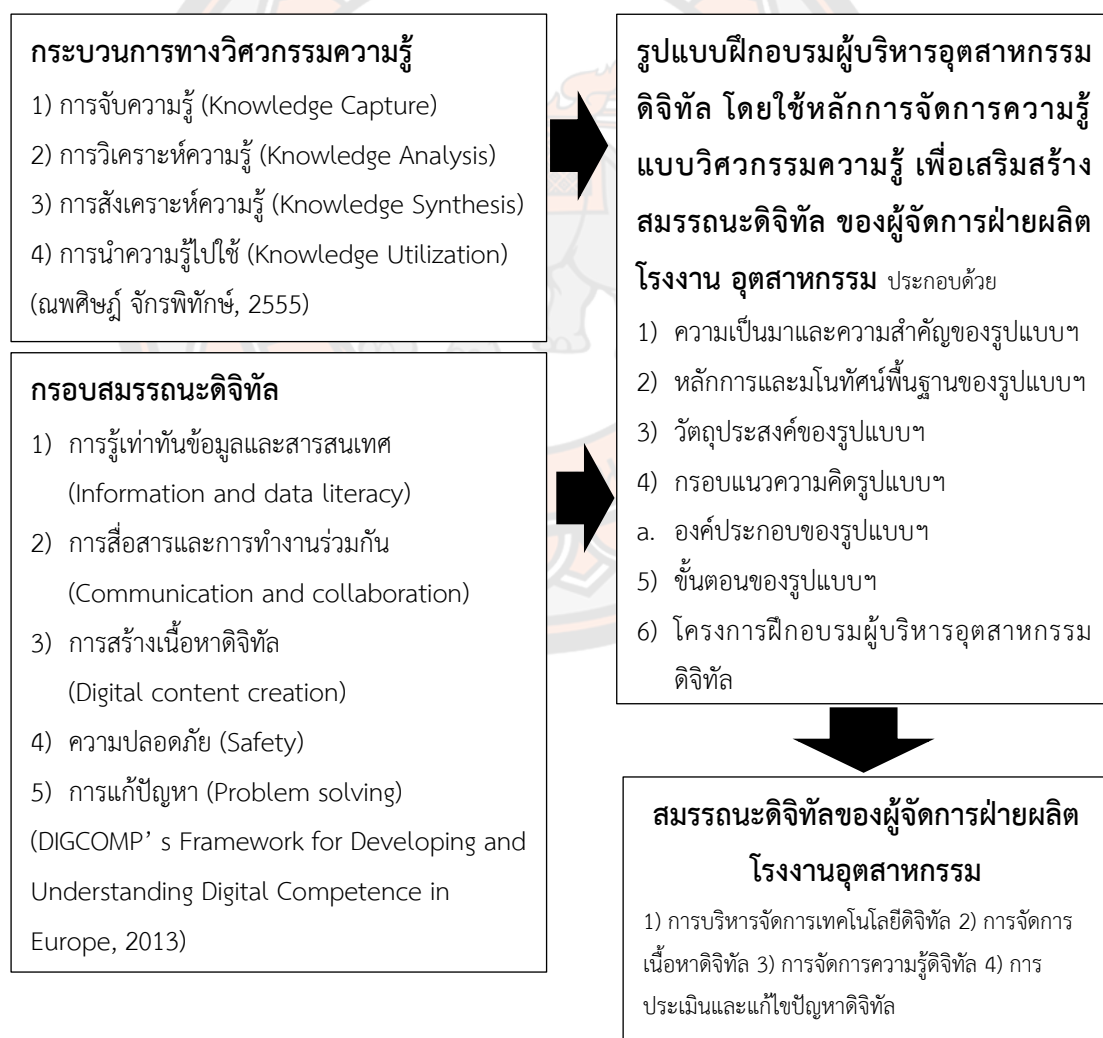 กระบวนการทางวิศวกรรมความรู้
1) การจับความรู้ (Knowledge Capture)
2) การวิเคราะห์ความรู้ (Knowledge Analysis)
3) การสังเคราะห์ความรู้ (Knowledge Synthesis)
4) การนำความรู้ไปใช้ (Knowledge Utilization)
(ณพศิษฎ์ จักรพิทักษ์, 2555)
กรอบสมรรถนะดิจิทัล
1) การรู้เท่าทันข้อมูลและสารสนเทศ
(Information and data literacy)
2) การสื่อสารและการทำงานร่วมกัน
(Communication and collaboration)
3) การสร้างเนื้อหาดิจิทัล
(Digital content creation)
4) ความปลอดภัย (Safety)
5) การแก้ปัญหา (Problem solving)
(DIGCOMP’ s Framework for Developing and
Understanding Digital Competence in
Europe, 2013)
รูปแบบฝึกอบรมผู้บริหารอุตสาหกรรม
ดิจิทัล โดยใช้หลักการจัดการความรู้
แบบวิศวกรรมความรู้ เพื่อเสริมสร้าง
สมรรถนะดิจิทัล ของผู้จัดการฝ่ายผลิต
โรงงาน อุตสาหกรรม ประกอบด้วย
1) ความเป็นมาและความสำคัญของรูปแบบฯ
2) หลักการและมโนทัศน์พื้นฐานของรูปแบบฯ
3) วัตถุประสงค์ของรูปแบบฯ
4) กรอบแนวความคิดรูปแบบฯ
a. องค์ประกอบของรูปแบบฯ
5) ขั้นตอนของรูปแบบฯ
6) โครงการฝึกอบรมผู้บริหารอุตสาหกรรม
ดิจิทัล
สมรรถนะดิจิทัลของผู้จัดการฝ่ายผลิต
โรงงานอุตสาหกรรม
1) การบริหารจัดการเทคโนโลยีดิจิทัล 2) การจัดการ
เนื้อหาดิจิทัล 3) การจัดการความรู้ดิจิทัล 4) การ
ประเมินและแก้ไขปัญหาดิจิทัล